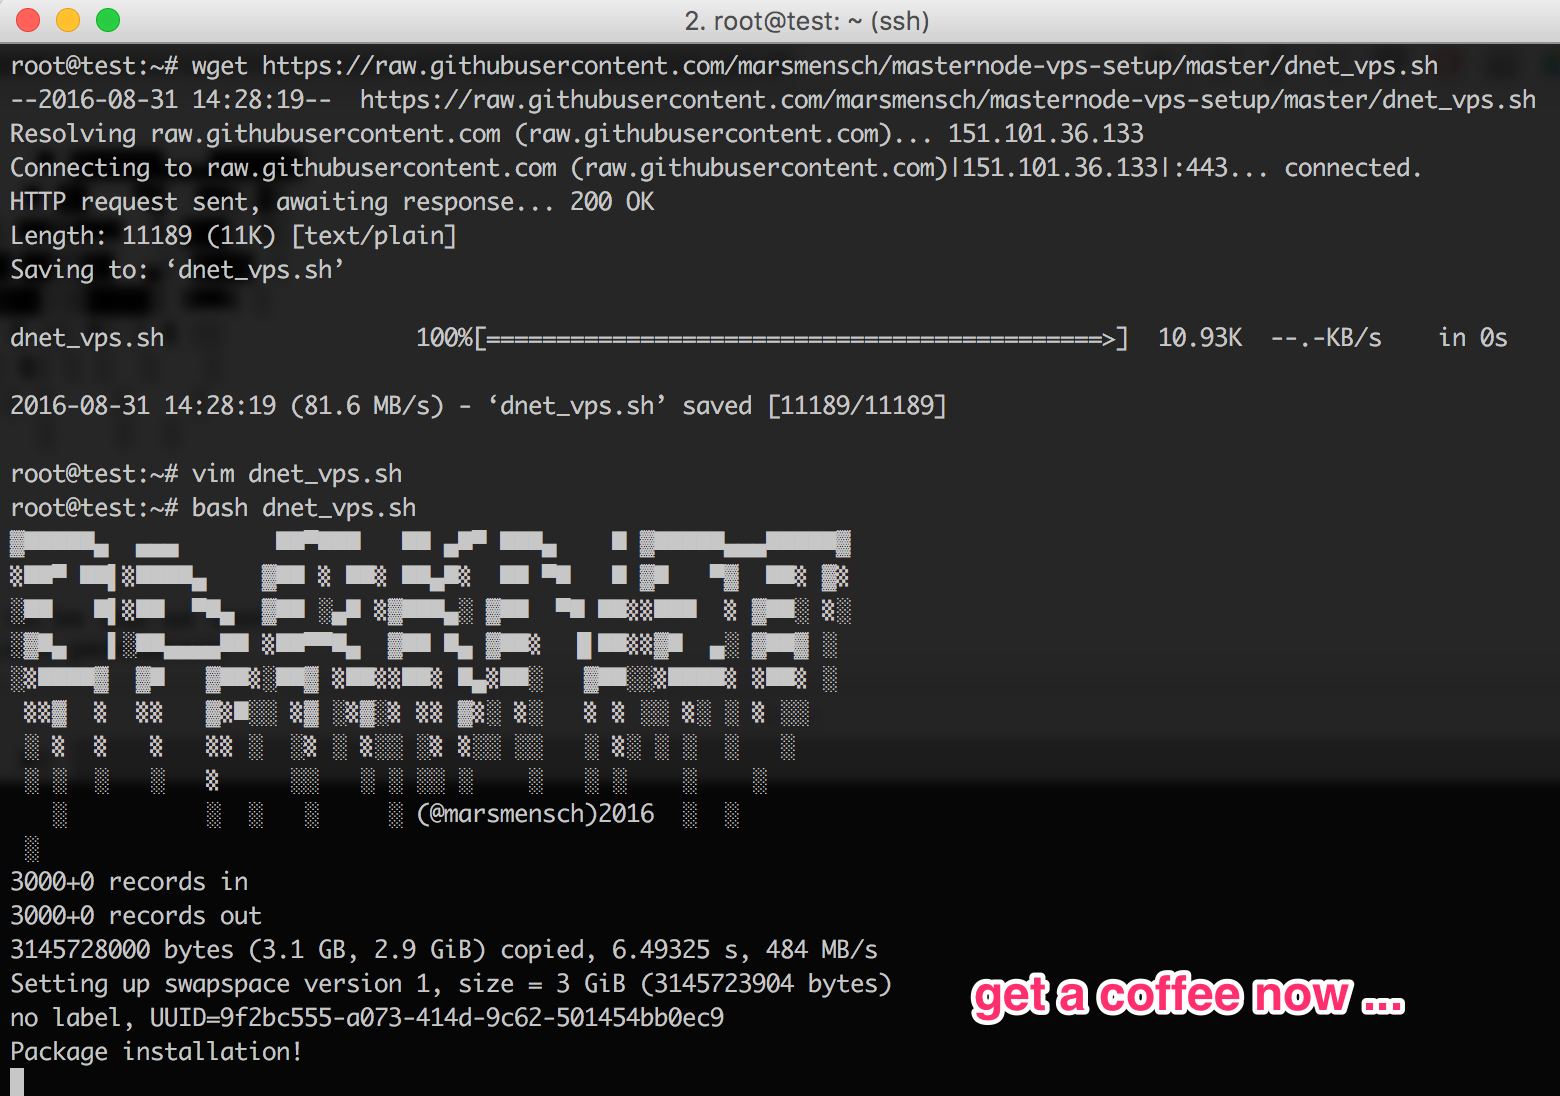 2. root@test: ~ (ssh)
root@test:~# wget https://raw.githubusercontent.com/marsmensch/masternode-vps-setup/master/dnet_vps.sh
--2016-08-31 14:28:19--  https://raw.githubusercontent.com/marsmensch/masternode-vps-setup/master/dnet_vps.sh
Resolving raw.githubusercontent.com (raw.githubusercontent.com)... 151.101.36.133
Connecting to raw.githubusercontent.com (raw.githubusercontent.com)|151.101.36.133|:443... connected.
HTTP request sent, awaiting response... 200 OK
Length: 11189 (11K) [text/plain]
Saving to: ‘dnet_vps.sh’
dnet_vps.sh                  100%[============================================>]  10.93K  --.-KB/s    in 0s
2016-08-31 14:28:19 (81.6 MB/s) - ‘dnet_vps.sh’ saved [11189/11189]
root@test:~# vim dnet_vps.sh
root@test:~# bash dnet_vps.sh
DARKNET
(@marsmensch)2016
3000+0 records in
3000+0 records out
3145728000 bytes (3.1 GB, 2.9 GiB) copied, 6.49325 s, 484 MB/s
Setting up swapspace version 1, size = 3 GiB (3145723904 bytes)
no label, UUID=9f2bc555-a073-414d-9c62-501454bb0ec9
Package installation!
get a coffee now ...